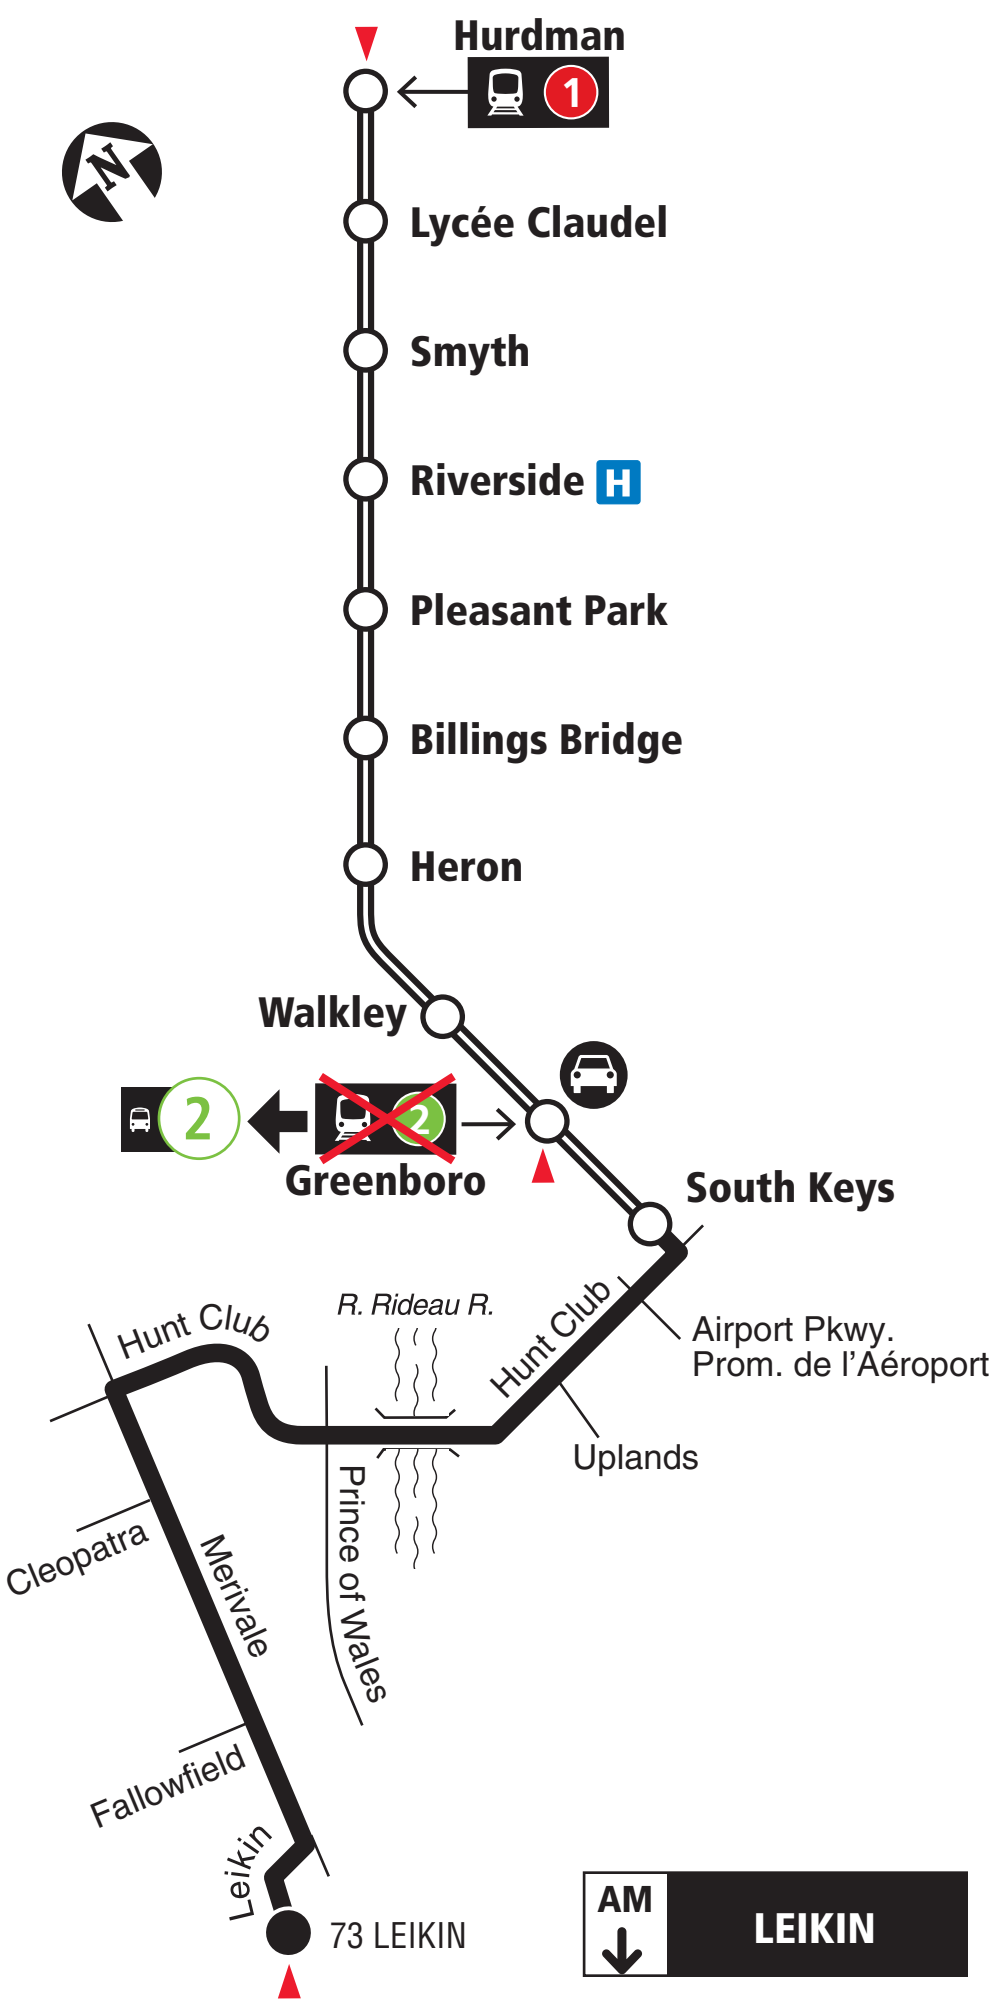 Hurdman
1
N
Lycée Claudel
Smyth
Riverside H
Pleasant Park
Billings Bridge
Heron
Walkley
2
2
Greenboro
South Keys
R. Rideau R.
Hunt Club
Hunt Club
Airport Pkwy.
Prom. de l'Aéroport
Uplands
Prince of Wales
Cleopatra
Merivale
Fallowfield
Leikin
73 LEIKIN
AM
LEIKIN